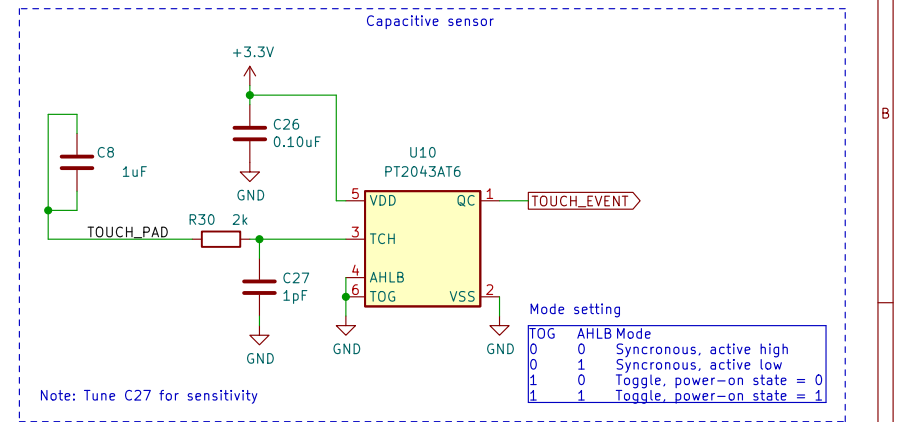 Capacitive sensor
+3.3V
B
C26
0.10uF
C8
1uF
U10
PT2043AT6
GND
5 VDD QC 1 TOUCH_EVENT
R30 2k
TOUCH_PAD
3 TCH
4 AHLB
C27
1pF
6 TOG VSS 2
GND
GND
GND
Mode setting
TOG AHLB Mode
0 0 Syncronous, active high
0 1 Syncronous, active low
1 0 Toggle, power-on state = 0
1 1 Toggle, power-on state = 1
Note: Tune C27 for sensitivity